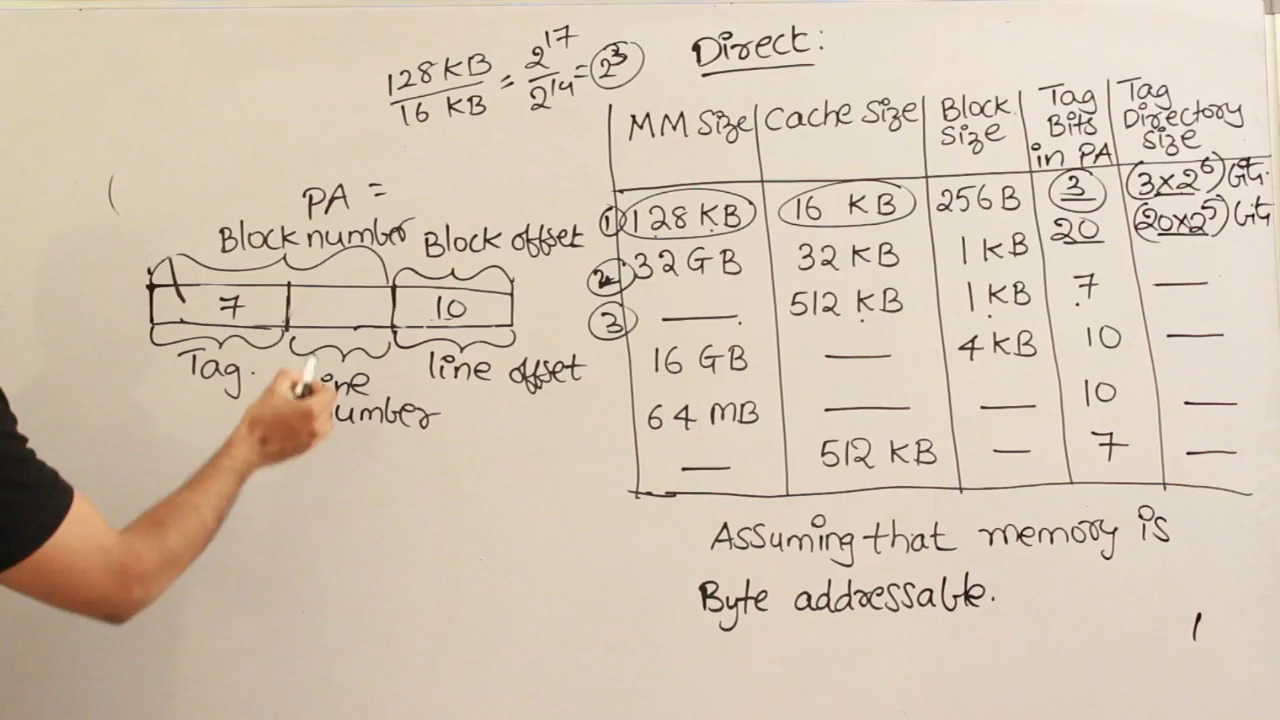 128 KB / 16 KB = 2^17 / 2^14 = 2^3
Direct:
MM Size | Cache Size | Block Size | Tag Bits in PA | Tag Directory Size
① 128 KB | 16 KB | 256 B | 3 | (3×2^6)
② 32 GB | 32 KB | 1 KB | 20 | (20×2^5)
③ — | 512 KB | 1 KB | 7 | —
16 GB | — | 4 KB | 10 | —
64 MB | — | — | 10 | —
— | 512 KB | — | 7 | —
PA =
Block number Block offset
7 10
Tag. line offset
Assuming that memory is
Byte addressable.